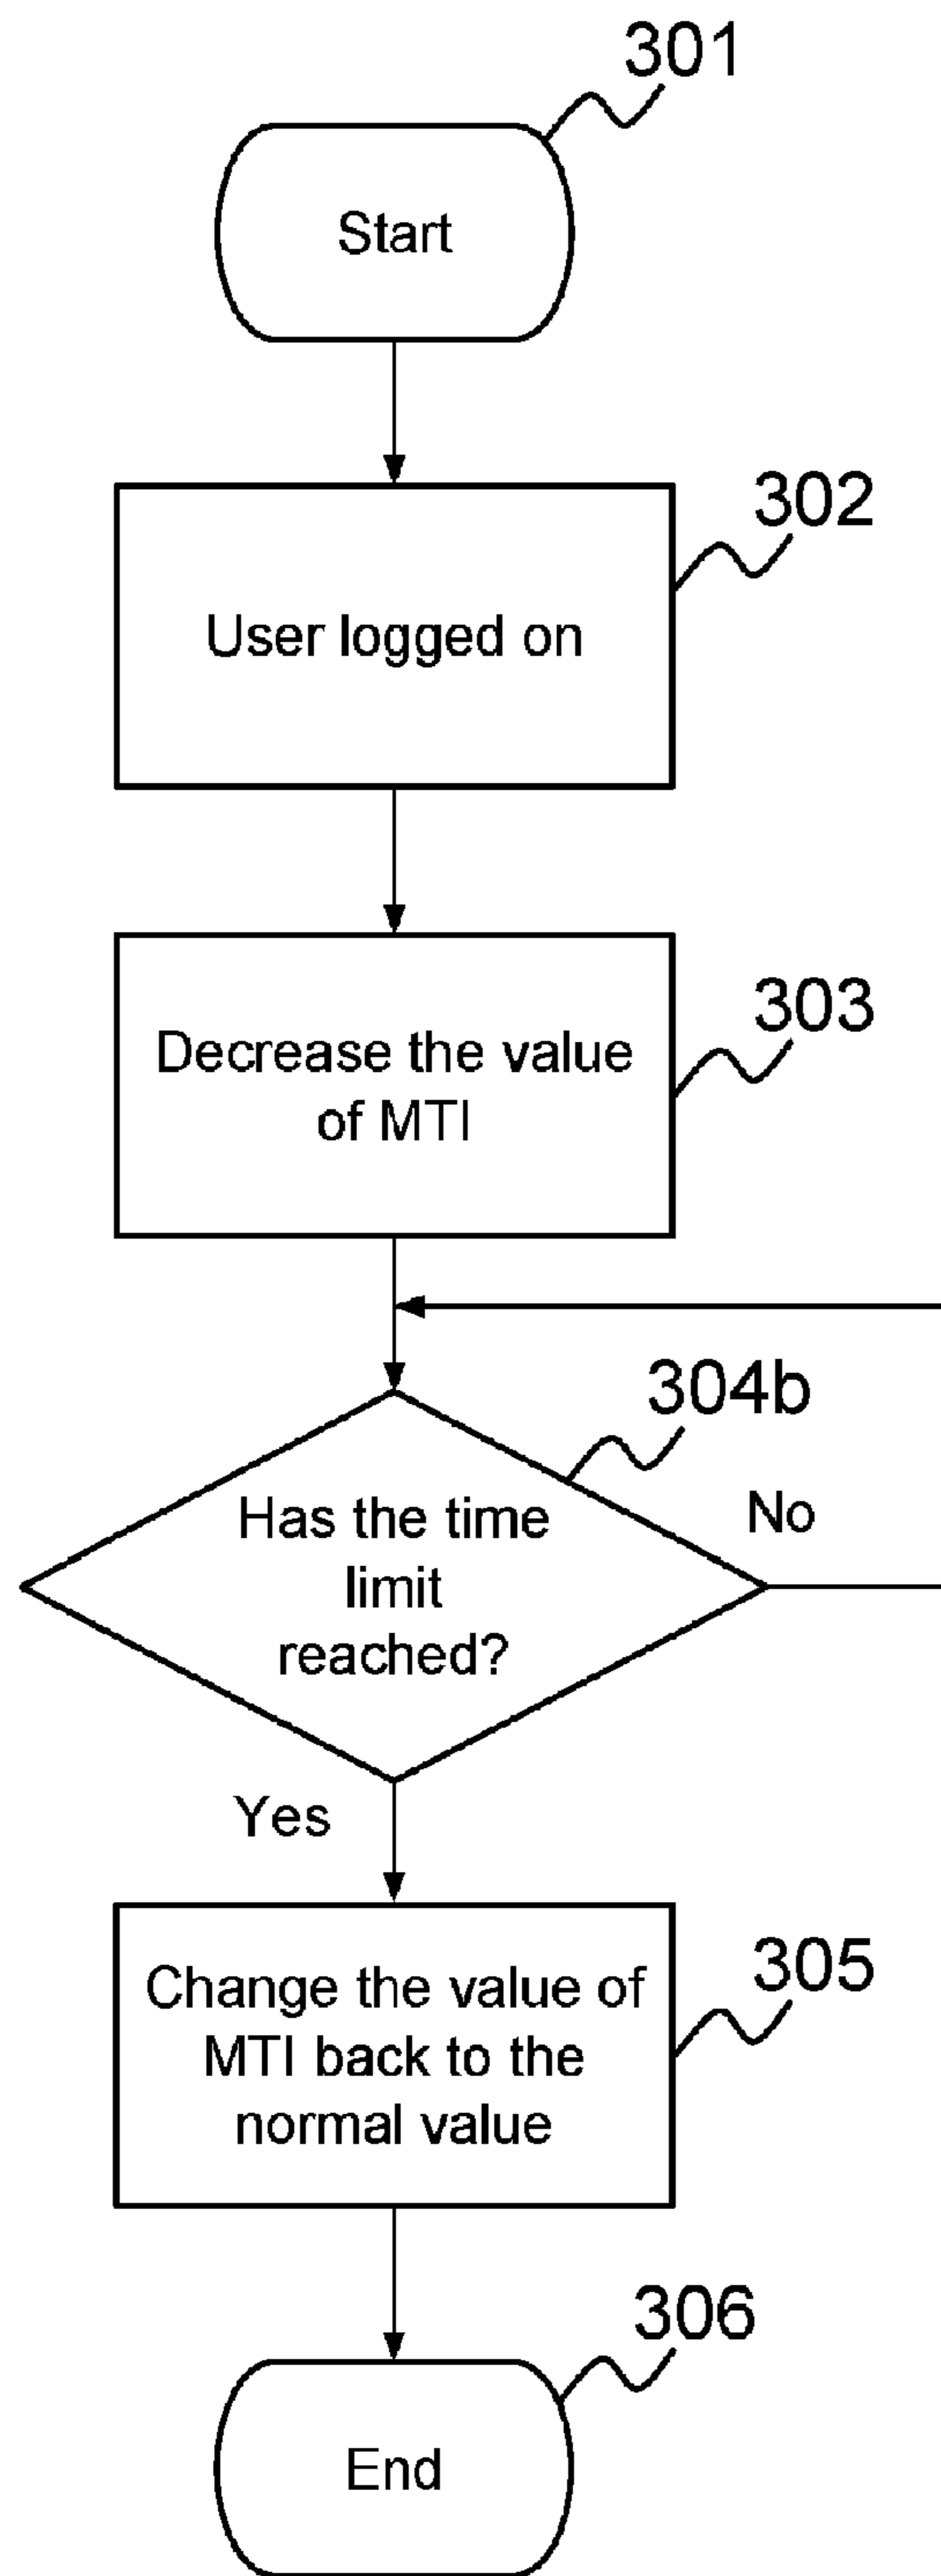 301
Start
302
User logged on
303
Decrease the value
of MTI
304b
Has the time
limit
reached?
No
Yes
305
Change the value of
MTI back to the
normal value
306
End